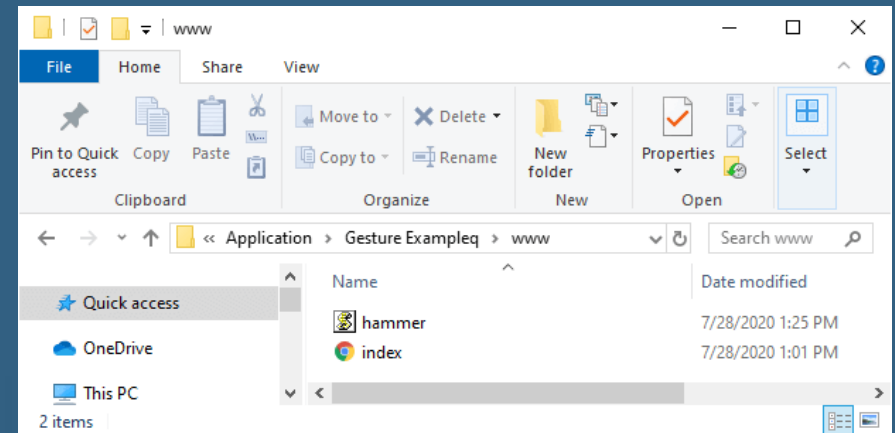 www
File Home Share View
Pin to Quick access Copy Paste
Move to Copy to
Delete Rename
New folder
Properties
Select
Clipboard Organize New Open
« Application > Gesture Exampleq > www Search www
Name Date modified
Quick access
hammer 7/28/2020 1:25 PM
OneDrive
index 7/28/2020 1:01 PM
This PC
2 items